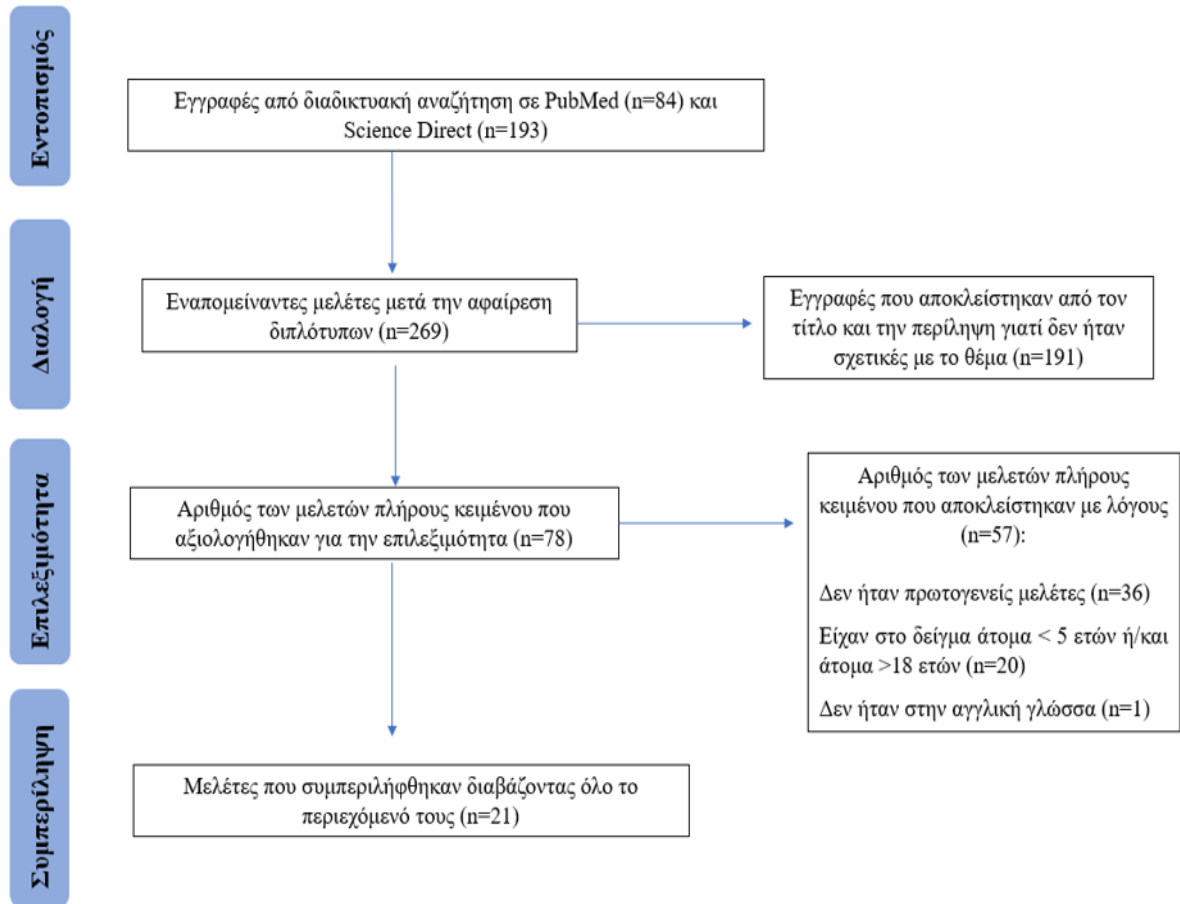 Εντοπισμός
Εγγραφές από διαδικτυακή αναζήτηση σε PubMed (n=84) και
Science Direct (n=193)
Διαλογή
Εναπομείναντες μελέτες μετά την αφαίρεση
διπλότυπων (n=269)
Εγγραφές που αποκλείστηκαν από τον
τίτλο και την περίληψη γιατί δεν ήταν
σχετικές με το θέμα (n=191)
Επιλεξιμότητα
Αριθμός των μελετών πλήρους κειμένου που
αξιολογήθηκαν για την επιλεξιμότητα (n=78)
Αριθμός των μελετών πλήρους
κειμένου που αποκλείστηκαν με λόγους
(n=57):
Δεν ήταν πρωτογενείς μελέτες (n=36)
Είχαν στο δείγμα άτομα < 5 ετών ή/και
άτομα >18 ετών (n=20)
Δεν ήταν στην αγγλική γλώσσα (n=1)
Συμπερίληψη
Μελέτες που συμπεριλήφθηκαν διαβάζοντας όλο το
περιεχόμενό τους (n=21)